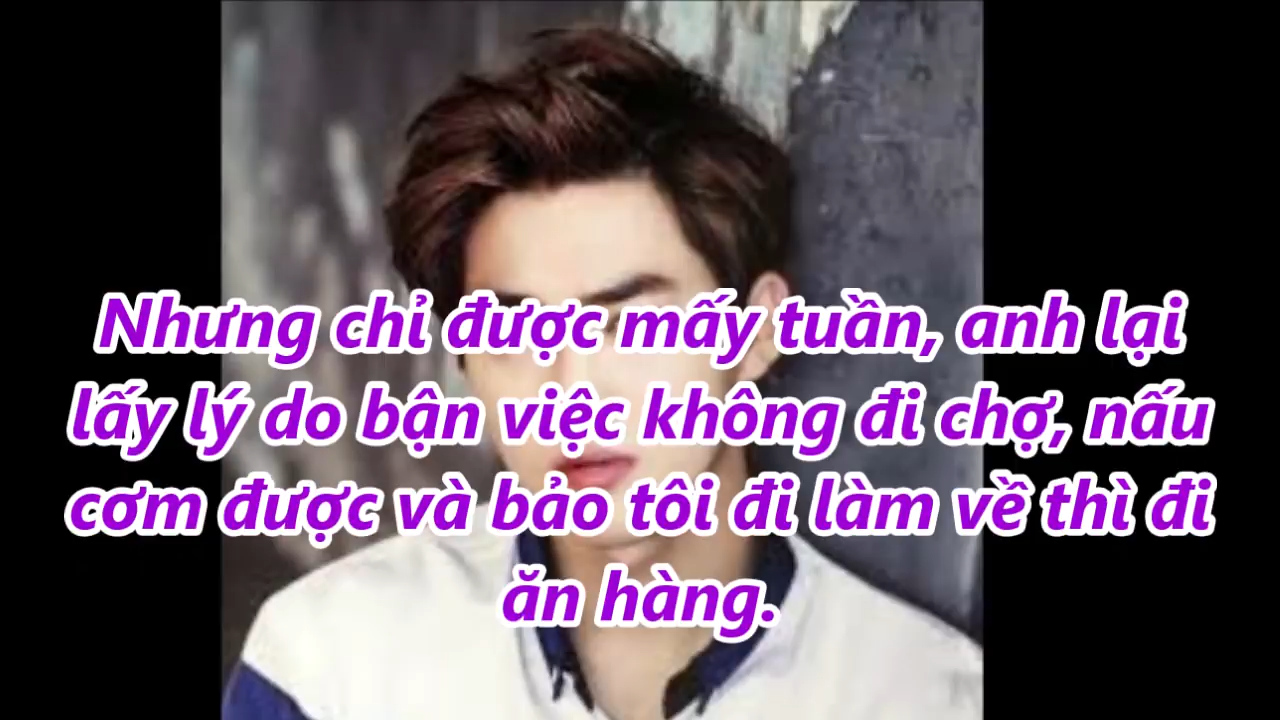 Nhưng chỉ được mấy tuần, anh lại
lấy lý do bận việc không đi chợ, nấu
cơm được và bảo tôi đi làm về thì đi
ăn hàng.